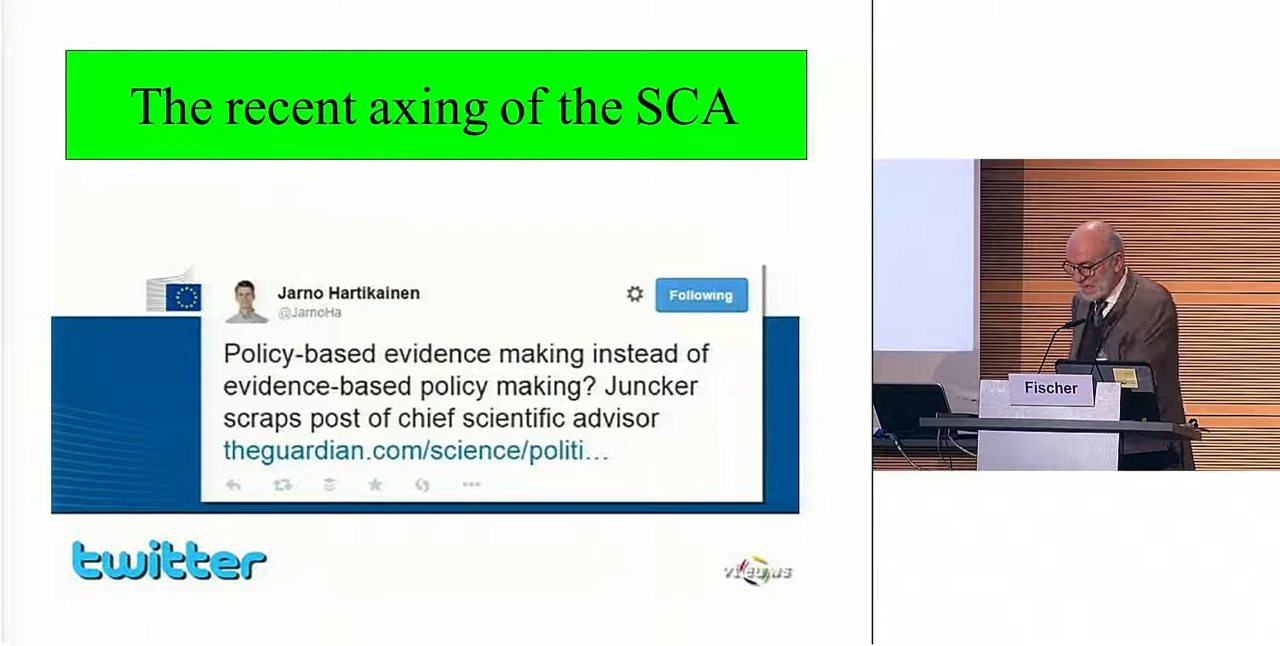 The recent axing of the SCA
Jarno Hartikainen
@JarnoHa
Following
Policy-based evidence making instead of
evidence-based policy making? Juncker
scraps post of chief scientific advisor
theguardian.com/science/politi...
twitter
vieuws
Fischer